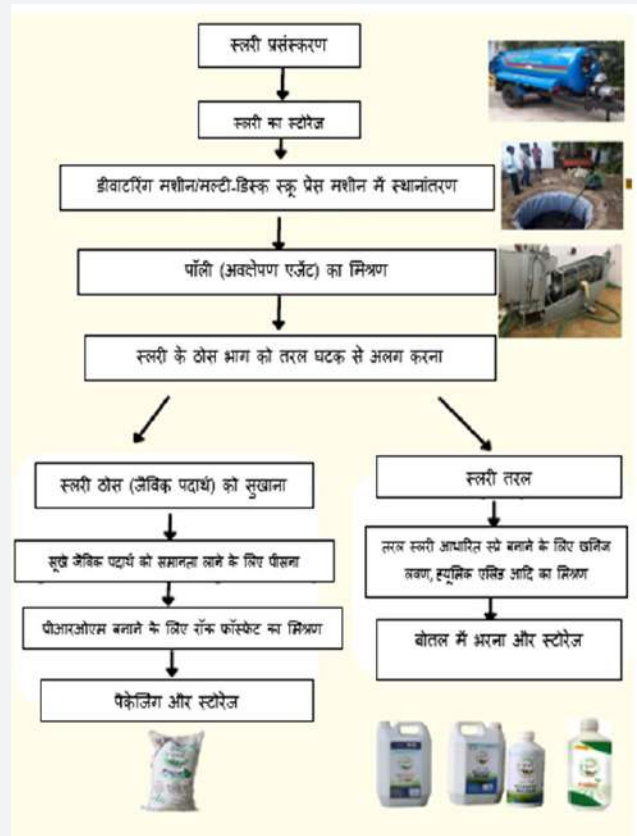 स्लरी प्रसंस्करण
स्लरी का स्टोरेज
डीवाटरिंग मशीन/मल्टी-डिस्क स्क्रू प्रेस मशीन में स्थानांतरण
पॉली (अवक्षेपण एजेंट) का मिश्रण
स्लरी के ठोस भाग को तरल घटक से अलग करना
स्लरी ठोस (जैविक पदार्थ) को सुखाना
सूखे जैविक पदार्थ को समानता लाने के लिए पीसना
पीआरओएम बनाने के लिए रॉक फॉस्फेट का मिश्रण
पैकेजिंग और स्टोरेज
स्लरी तरल
तरल स्लरी आधारित स्प्रे बनाने के लिए खनिज
लवण, ह्यूमिक एसिड आदि का मिश्रण
बोतल में भरना और स्टोरेज